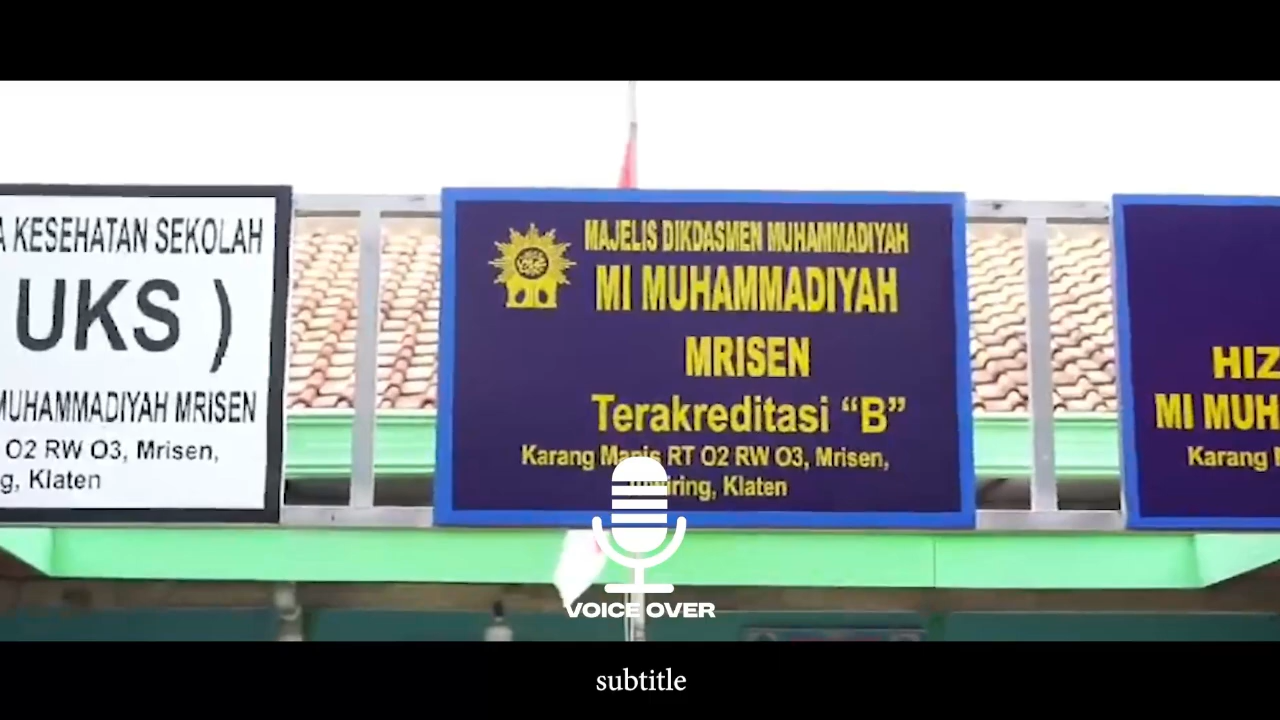 A KESEHATAN SEKOLAH
UKS )
MUHAMMADIYAH MRISEN
O2 RW O3, Mrisen,
g, Klaten
MAJELIS DIKDASMEN MUHAMMADIYAH
MI MUHAMMADIYAH
MRISEN
Terakreditasi “B”
Karang Manis RT O2 RW O3, Mrisen,
Klaten
HIZ
MI MUH
Karang
VOICE OVER
subtitle